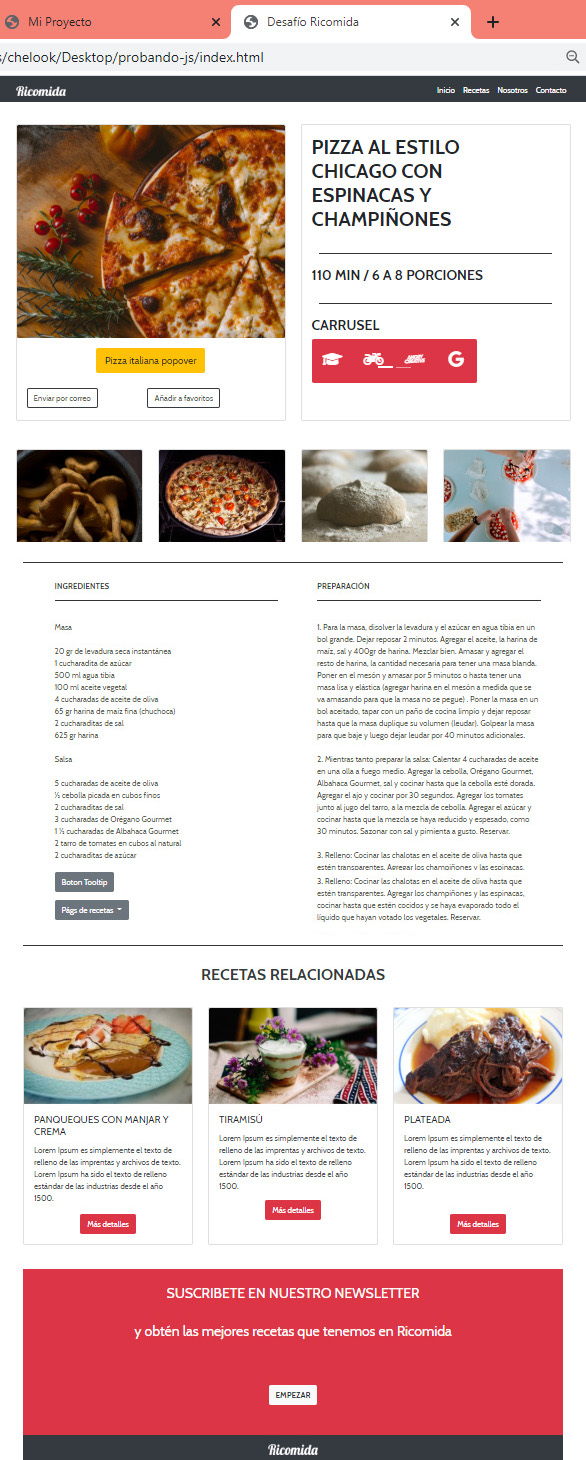 Mi Proyecto
Desafío Ricomida
s/chelook/Desktop/probando-js/index.html
Ricomida
Inicio Recetas Nosotros Contacto
PIZZA AL ESTILO
CHICAGO CON
ESPINACAS Y
CHAMPIÑONES
110 MIN / 6 A 8 PORCIONES
CARRUSEL
Pizza italiana popover
Enviar por correo
Añadir a favoritos
INGREDIENTES
Masa
20 gr de levadura seca instantánea
1 cucharadita de azúcar
500 ml agua tibia
100 ml aceite vegetal
4 cucharadas de aceite de oliva
65 gr harina de maíz fina (chuchoca)
2 cucharaditas de sal
625 gr harina
Salsa
5 cucharadas de aceite de oliva
½ cebolla picada en cubos finos
2 cucharaditas de sal
3 cucharadas de Orégano Gourmet
1 ½ cucharadas de Albahaca Gourmet
2 tarro de tomates en cubos al natural
2 cucharaditas de azúcar
Boton Tooltip
Págs de recetas
PREPARACIÓN
1. Para la masa, disolver la levadura y el azúcar en agua tibia en un
bol grande. Dejar reposar 2 minutos. Agregar el aceite, la harina de
maíz, sal y 400gr de harina. Mezclar bien. Amasar y agregar el
resto de harina, la cantidad necesaria para tener una masa blanda.
Poner en el mesón y amasar por 5 minutos o hasta tener una
masa lisa y elástica (agregar harina en el mesón a medida que se
va amasando para que la masa no se pegue) . Poner la masa en un
bol aceitado, tapar con un paño de cocina limpio y dejar reposar
hasta que la masa duplique su volumen (leudar). Golpear la masa
para que baje y luego dejar leudar por 40 minutos adicionales.
2. Mientras tanto preparar la salsa: Calentar 4 cucharadas de aceite
en una olla a fuego medio. Agregar la cebolla, Orégano Gourmet,
Albahaca Gourmet, sal y cocinar hasta que la cebolla esté dorada.
Agregar el ajo y cocinar por 30 segundos. Agregar los tomates
junto al jugo del tarro, a la mezcla de cebolla. Agregar el azúcar y
cocinar hasta que la mezcla se haya reducido y espesado, como
30 minutos. Sazonar con sal y pimienta a gusto. Reservar.
3. Relleno: Cocinar las chalotas en el aceite de oliva hasta que
estén transparentes. Agregar los champiñones y las espinacas,
3. Relleno: Cocinar las chalotas en el aceite de oliva hasta que
estén transparentes. Agregar los champiñones y las espinacas,
cocinar hasta que estén cocidos y se haya evaporado todo el
líquido que hayan votado los vegetales. Reservar.
RECETAS RELACIONADAS
PANQUEQUES CON MANJAR Y
CREMA
Lorem Ipsum es simplemente el texto de
relleno de las imprentas y archivos de texto.
Lorem Ipsum ha sido el texto de relleno
estándar de las industrias desde el año
1500.
Más detalles
TIRAMISÚ
Lorem Ipsum es simplemente el texto de
relleno de las imprentas y archivos de texto.
Lorem Ipsum ha sido el texto de relleno
estándar de las industrias desde el año
1500.
Más detalles
PLATEADA
Lorem Ipsum es simplemente el texto de
relleno de las imprentas y archivos de texto.
Lorem Ipsum ha sido el texto de relleno
estándar de las industrias desde el año
1500.
Más detalles
SUSCRIBETE EN NUESTRO NEWSLETTER
y obtén las mejores recetas que tenemos en Ricomida
EMPEZAR
Ricomida